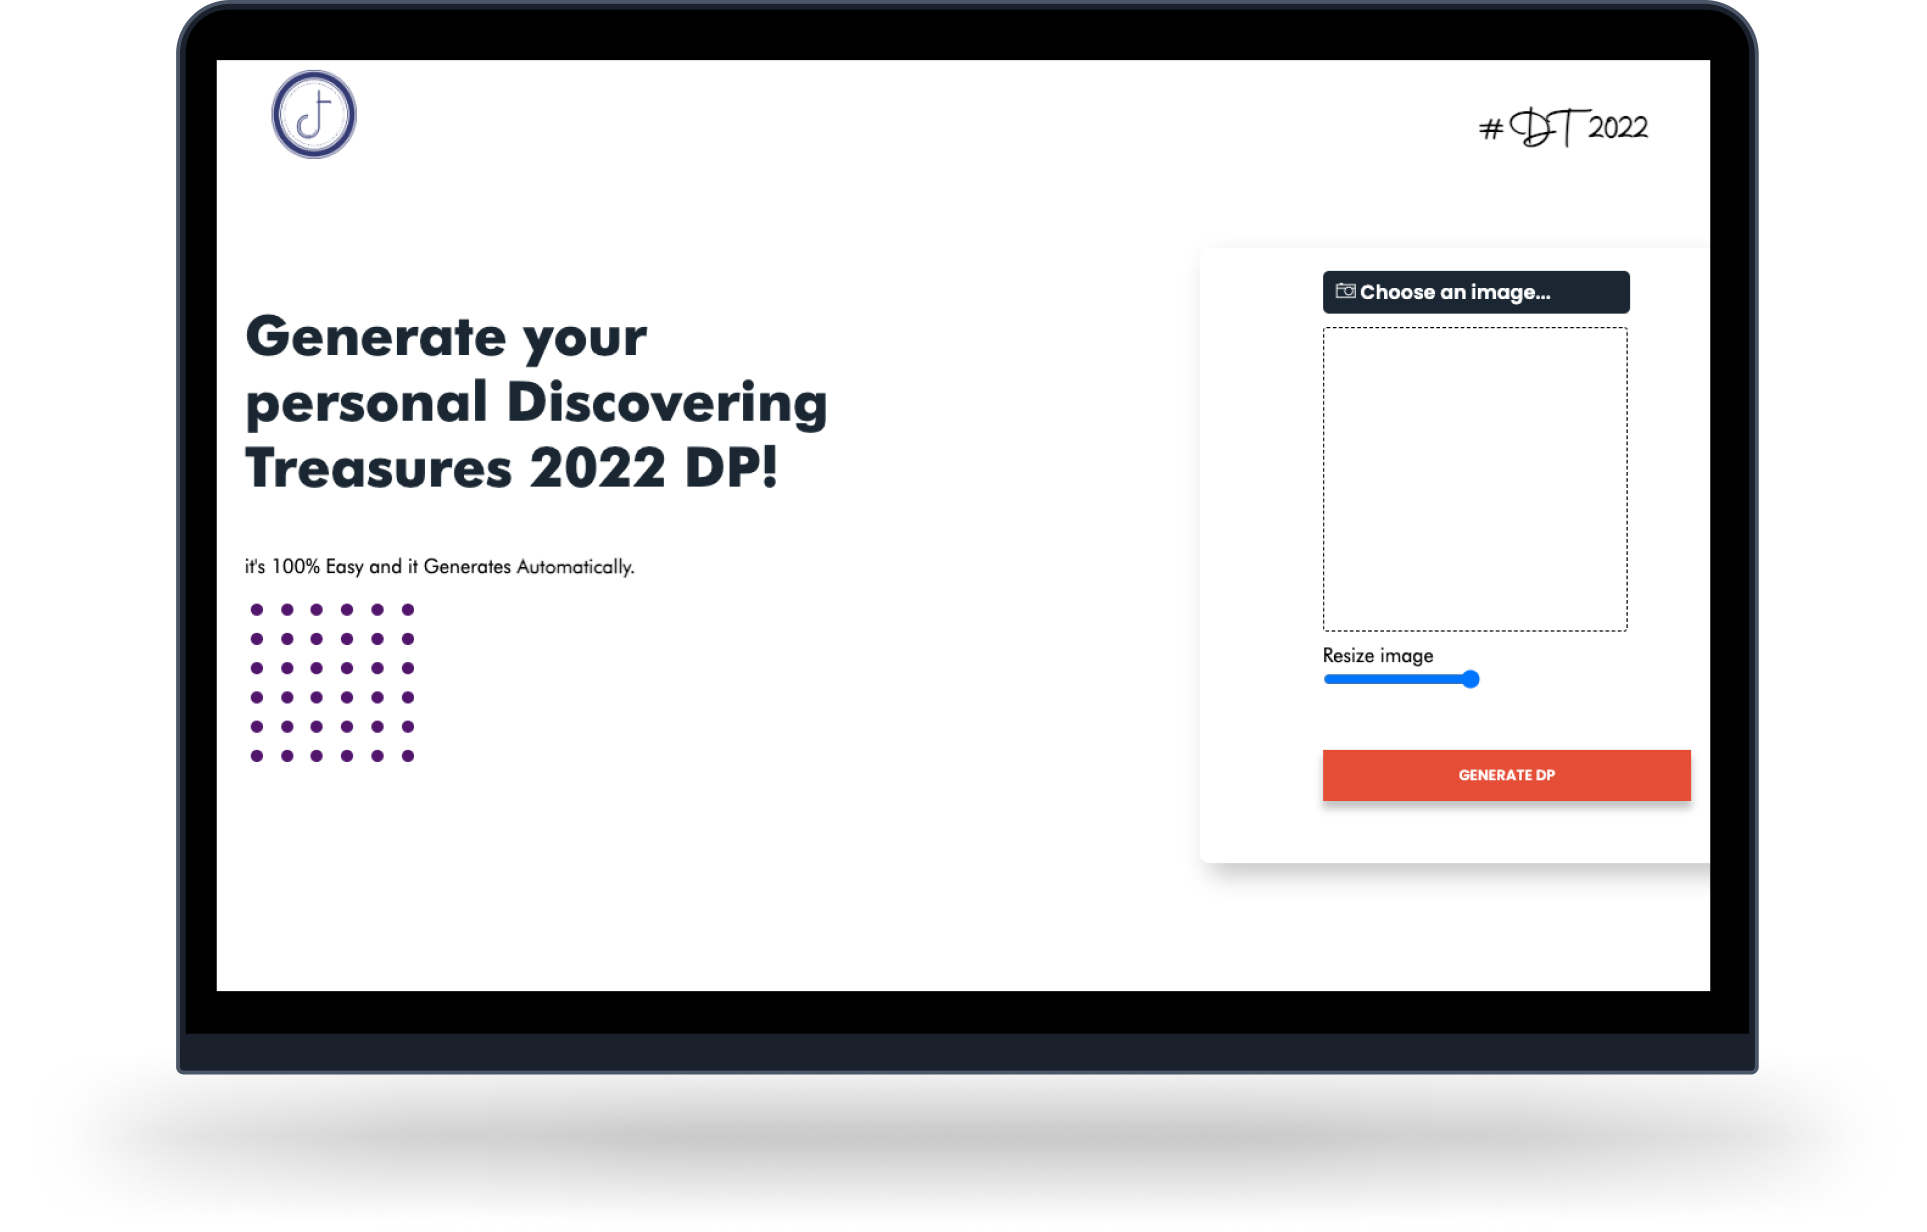 #DT 2022
Generate your
personal Discovering
Treasures 2022 DP!
it's 100% Easy and it Generates Automatically.
Choose an image...
Resize image
GENERATE DP